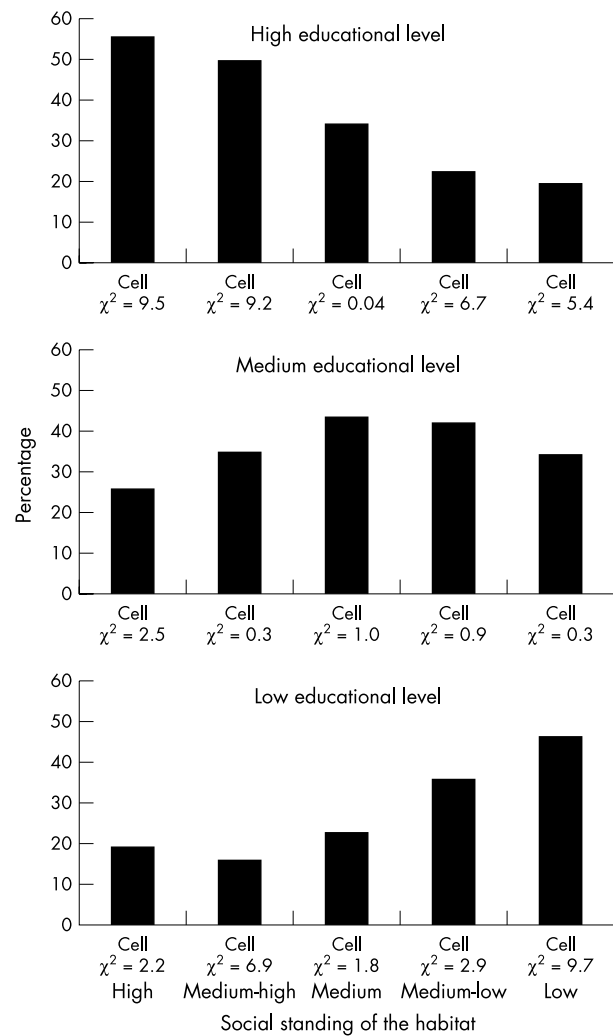 High educational level
60
50
40
30
20
10
0
Cell Cell Cell Cell Cell
χ² = 9.5 χ² = 9.2 χ² = 0.04 χ² = 6.7 χ² = 5.4
Medium educational level
60
50
40
30
20
10
0
Percentage
Cell Cell Cell Cell Cell
χ² = 2.5 χ² = 0.3 χ² = 1.0 χ² = 0.9 χ² = 0.3
Low educational level
60
50
40
30
20
10
0
Cell Cell Cell Cell Cell
χ² = 2.2 χ² = 6.9 χ² = 1.8 χ² = 2.9 χ² = 9.7
High Medium-high Medium Medium-low Low
Social standing of the habitat